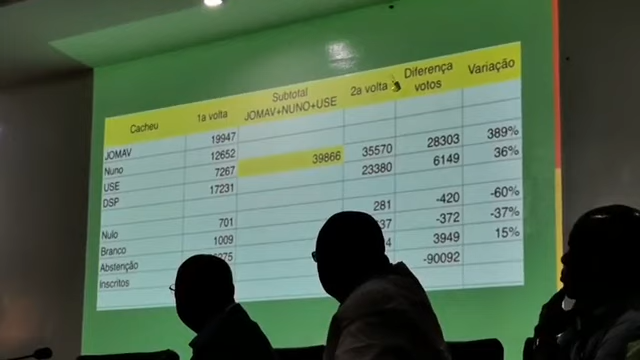 Cacheu 1a volta Subtotal JOMAV+NUNO+USE 2a volta Diferença votos Variação
JOMAV 19947
Nuno 12652 39866 35570 28303 389%
USE 7267 23380 6149 36%
DSP 17231
Nulo 701 281 -420 -60%
Branco 1009 -372 -37%
Abstenção 3949 15%
Inscritos -90092